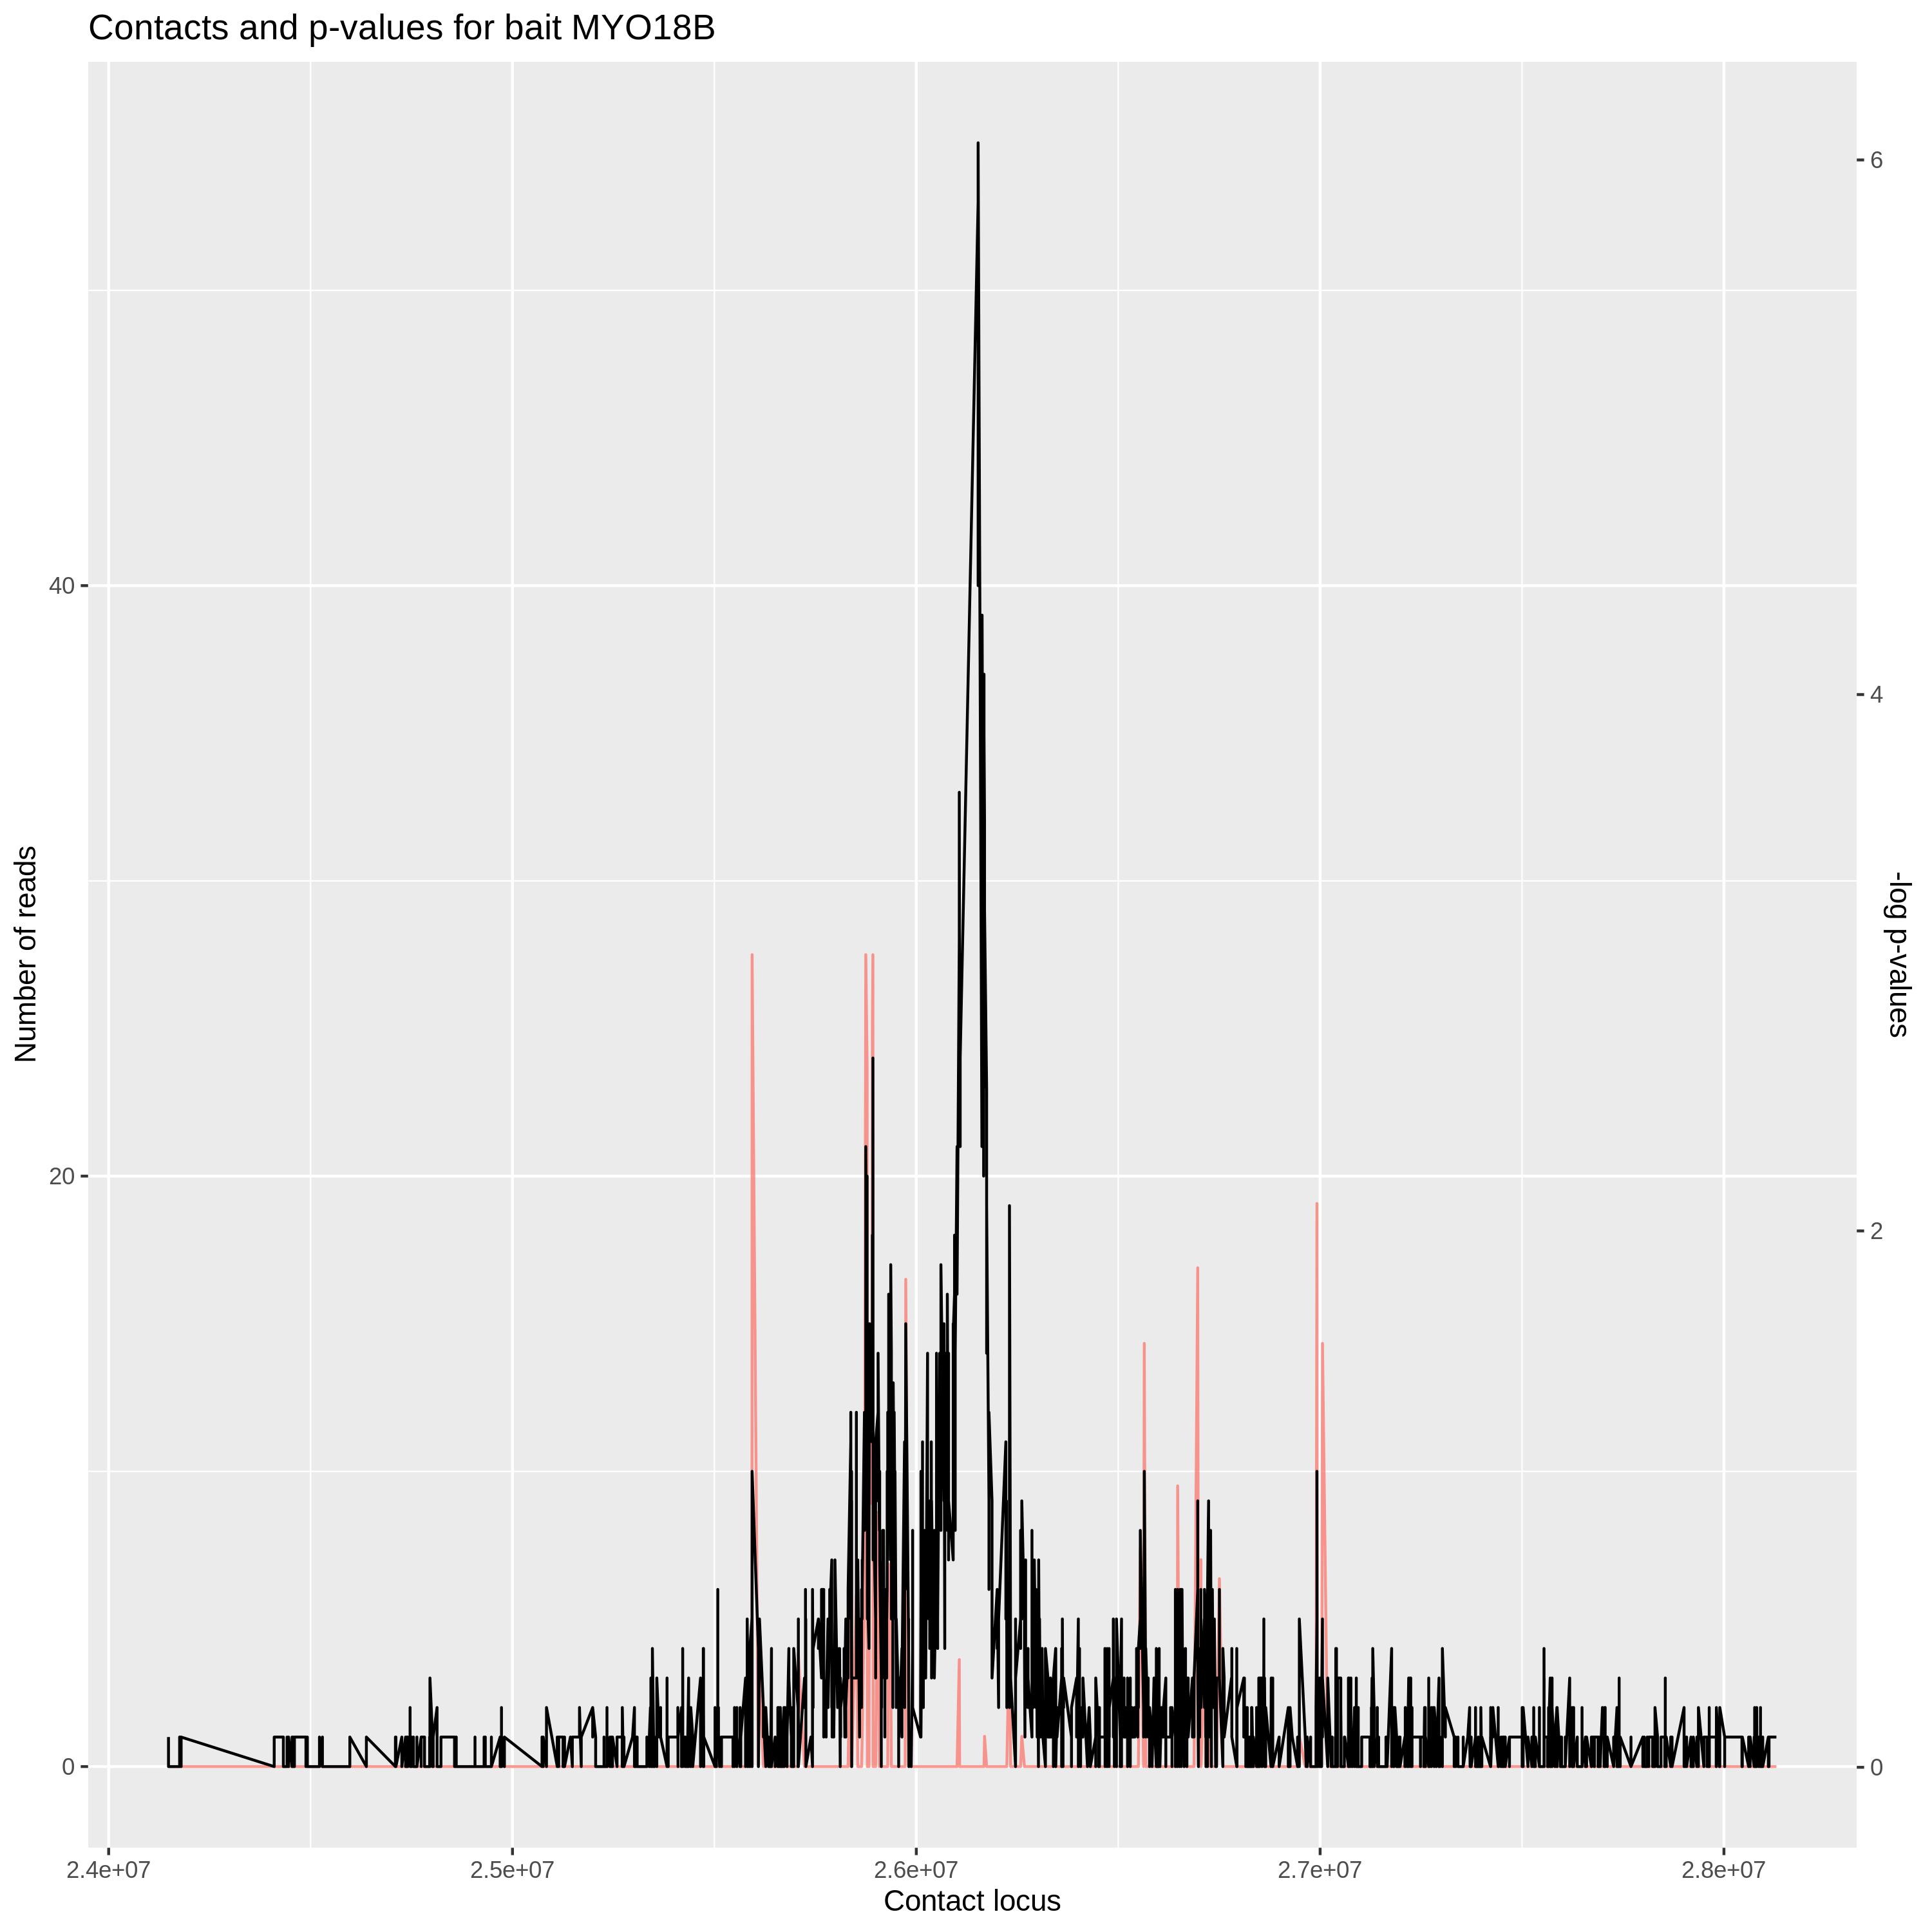 Contacts and p-values for bait MYO18B
Number of reads
40
20
0
6
4
2
0
-log p-values
2.4e+07 2.5e+07 2.6e+07 2.7e+07 2.8e+07
Contact locus